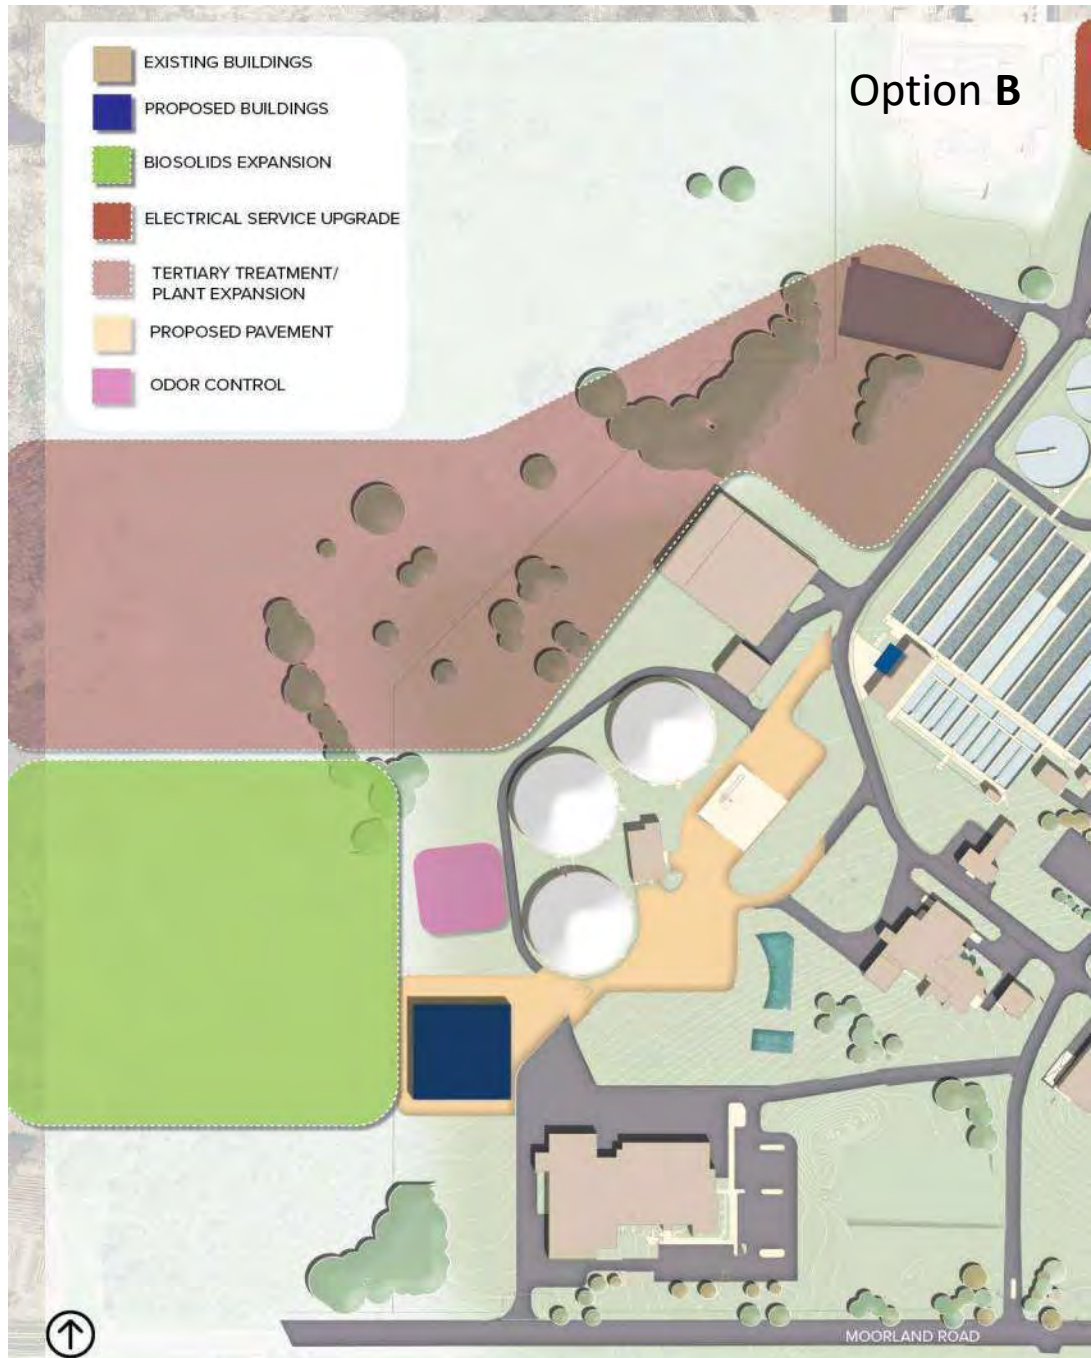 Option B
EXISTING BUILDINGS
PROPOSED BUILDINGS
BIOSOLIDS EXPANSION
ELECTRICAL SERVICE UPGRADE
TERTIARY TREATMENT/
PLANT EXPANSION
PROPOSED PAVEMENT
ODOR CONTROL
MOORLAND ROAD